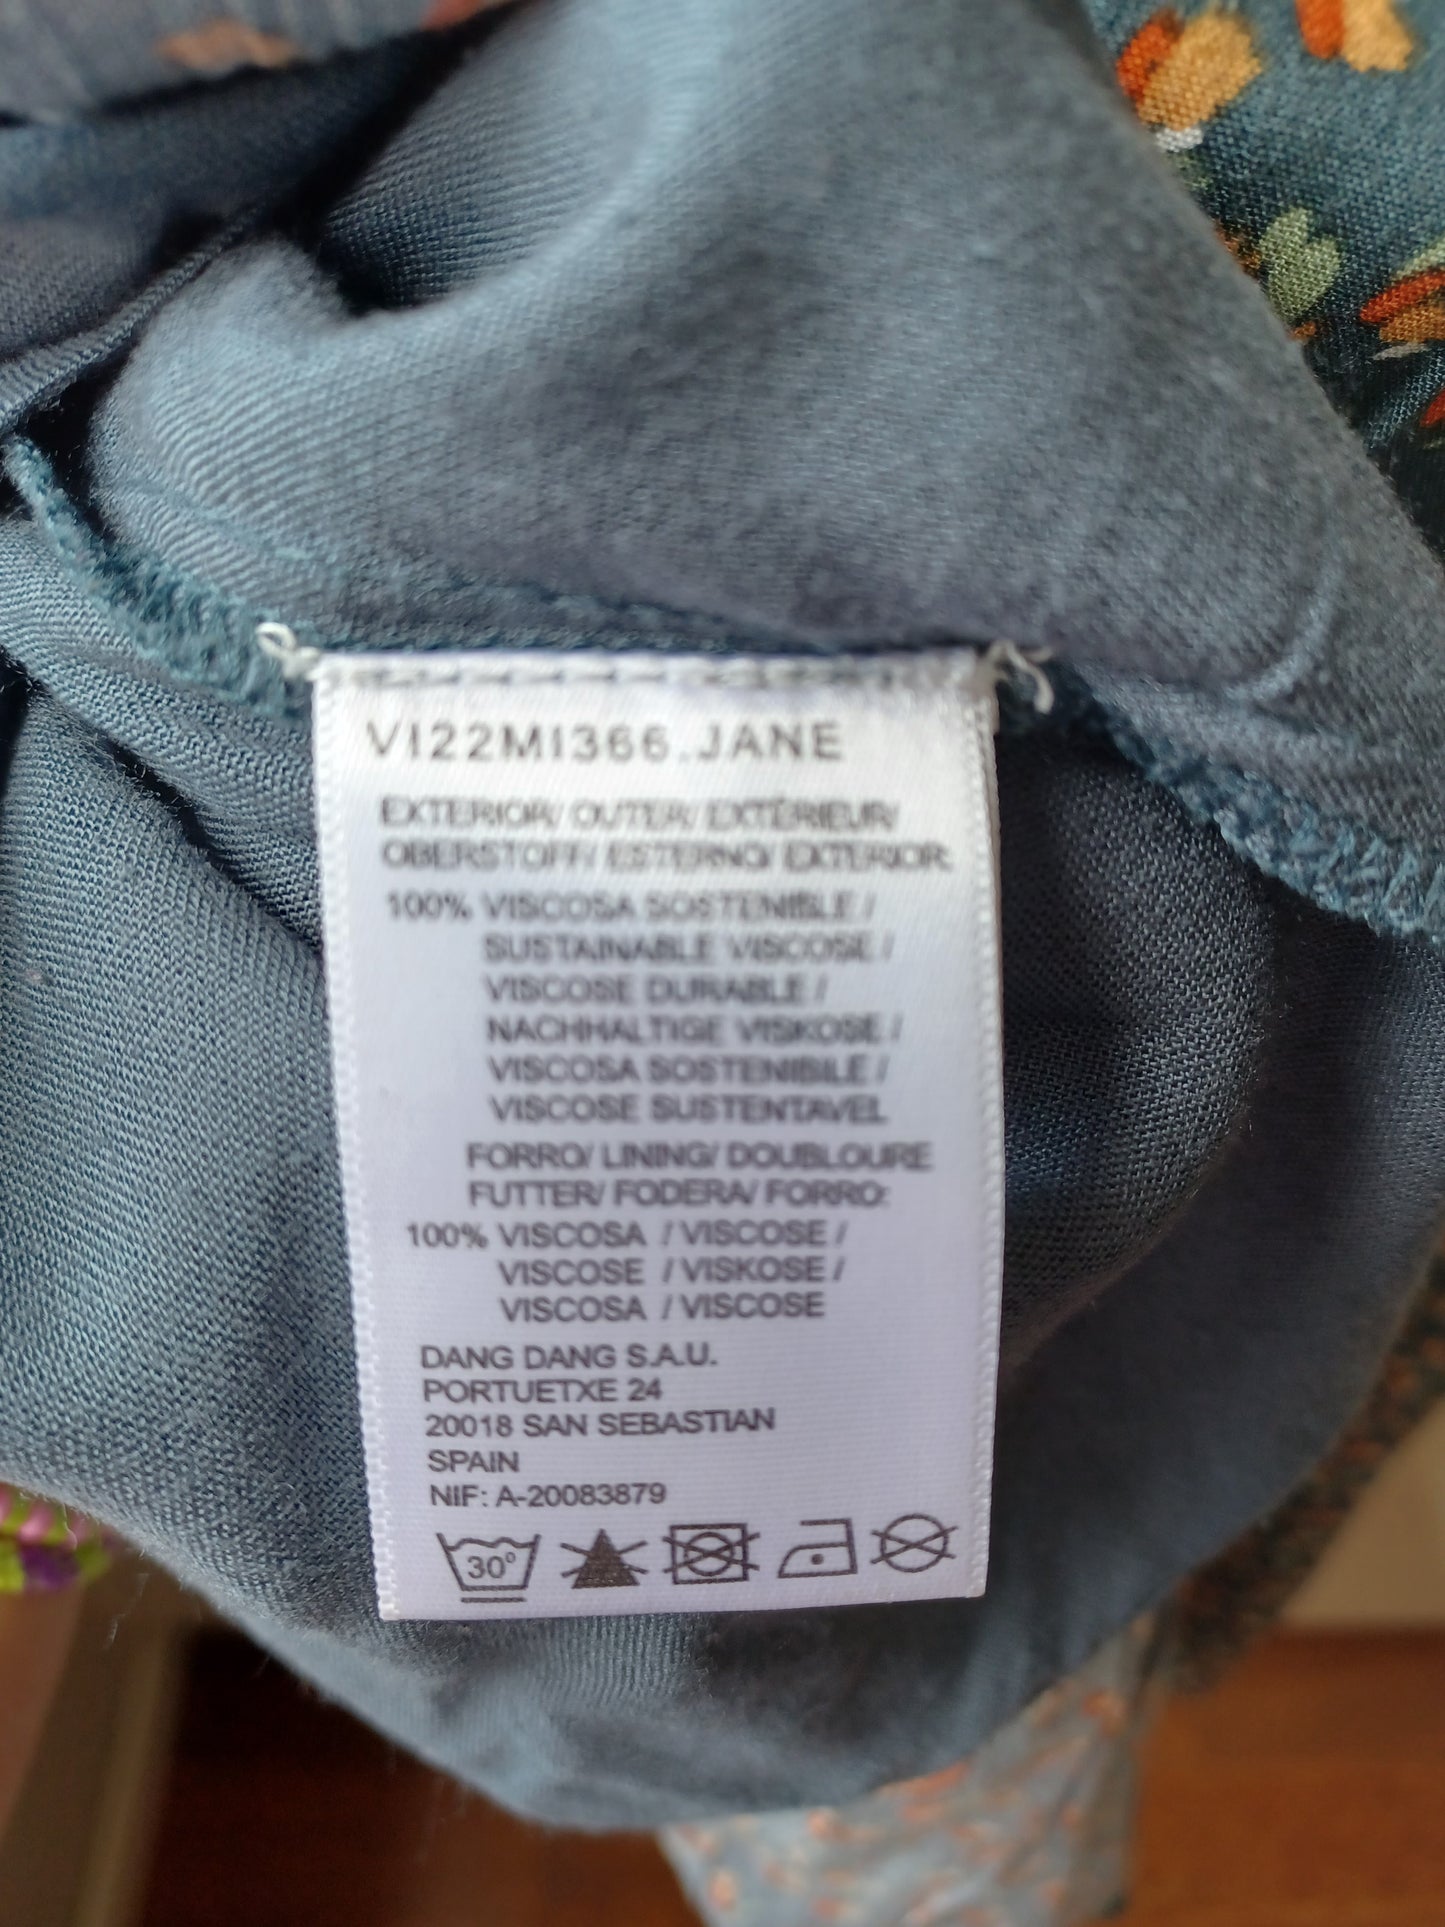 VI22MI366.JANE
EXTERIOR/ OUTER/ EXTÉRIEUR/
OBERSTOFF/ ESTERNO/ EXTERIOR
100% VISCOSA SOSTENIBLE /
SUSTAINABLE VISCOSE /
VISCOSE DURABLE /
NACHHALTIGE VISKOSE /
VISCOSA SOSTENIBILE /
VISCOSE SUSTENTAVEL
FORRO/ LINING/ DOUBLOURE
FUTTER/ FODERA/ FORRO:
100% VISCOSA / VISCOSE /
VISCOSE / VISKOSE /
VISCOSA / VISCOSE
DANG DANG S.A.U.
PORTUETXE 24
20018 SAN SEBASTIAN
SPAIN
NIF: A-20083879
30°